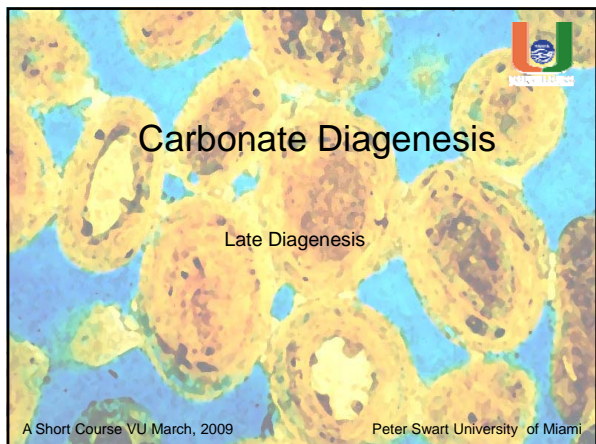 Carbonate Diagenesis
Late Diagenesis
A Short Course VU March, 2009
Peter Swart University of Miami